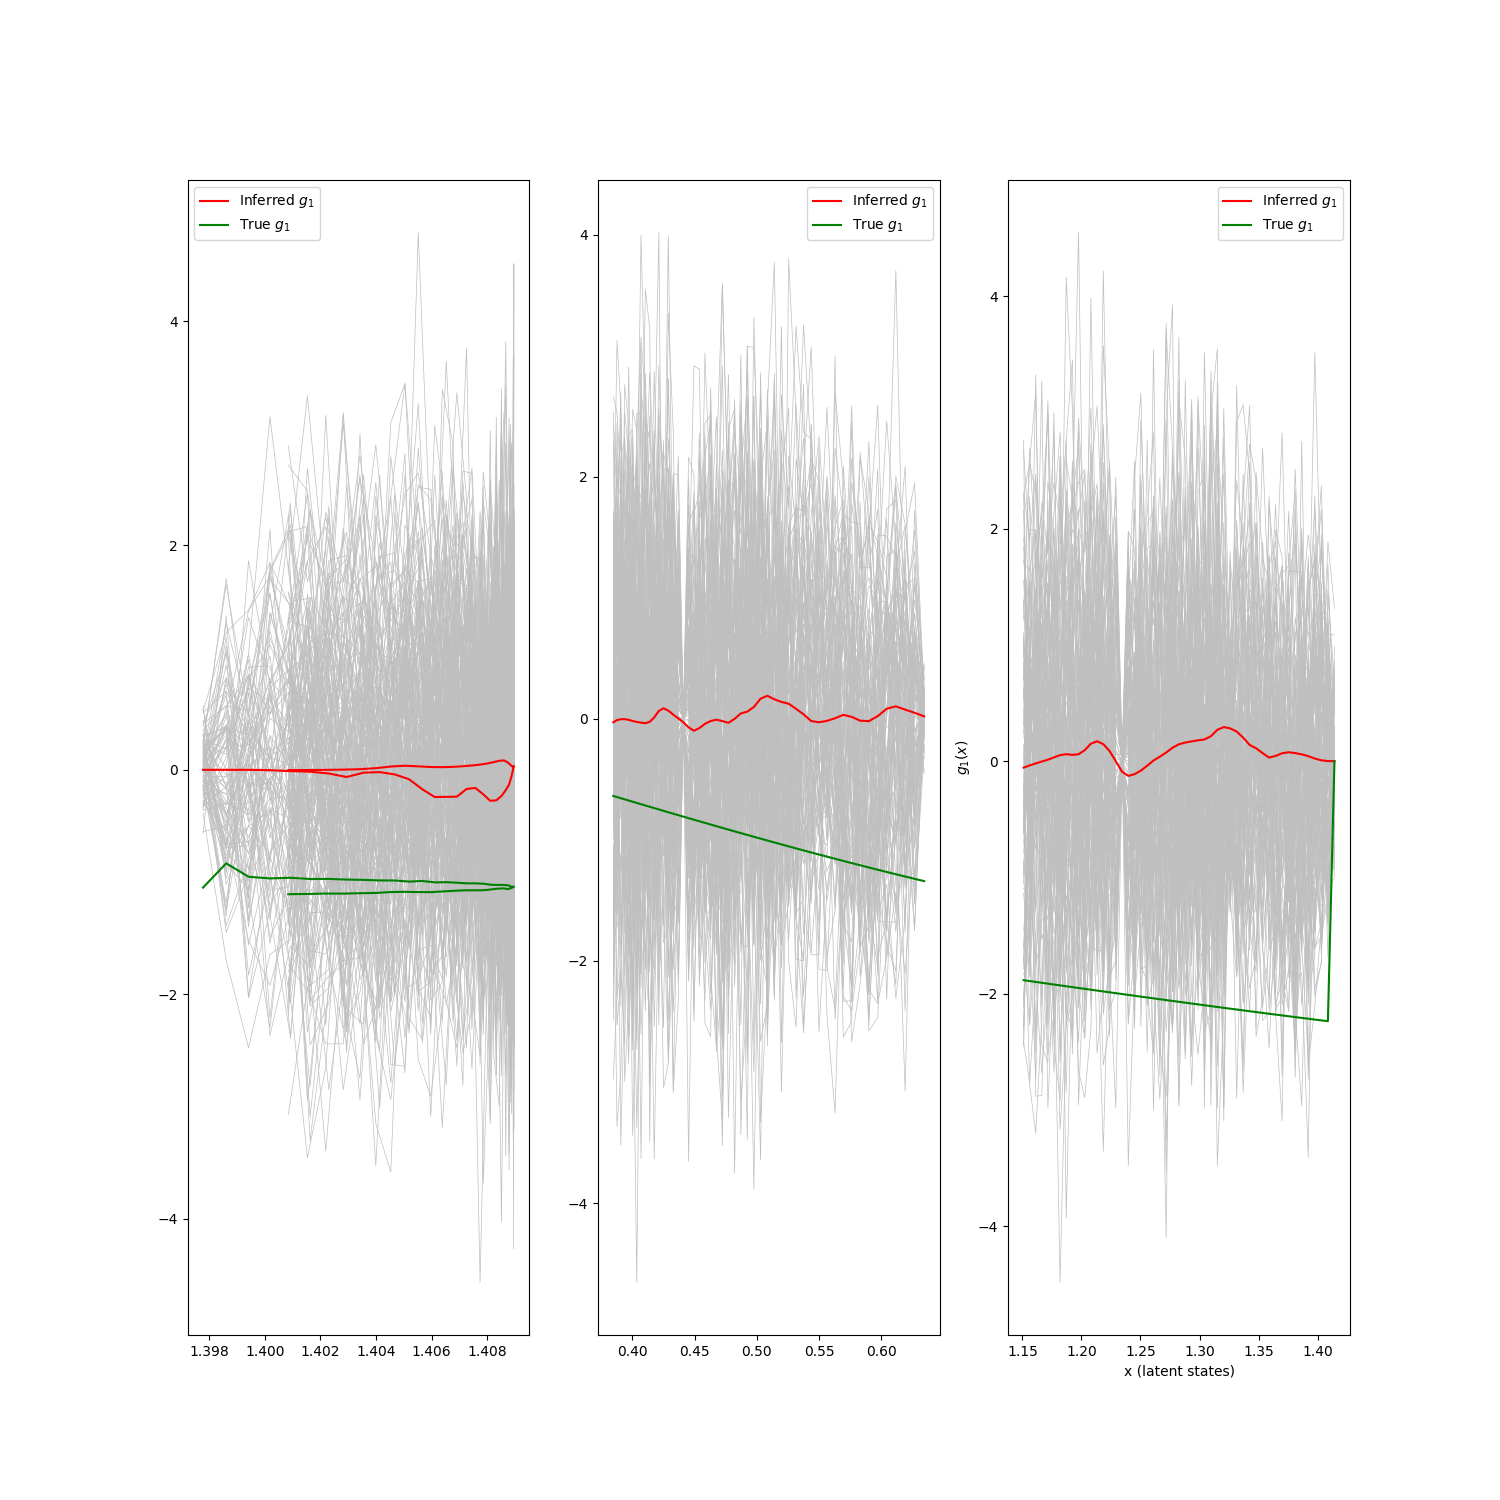 Inferred g₁
True g₁
4
2
0
−2
−4
1.398 1.400 1.402 1.404 1.406 1.408
Inferred g₁
True g₁
4
2
0
−2
−4
0.40 0.45 0.50 0.55 0.60
Inferred g₁
True g₁
g₁(x)
4
2
0
−2
−4
1.15 1.20 1.25 1.30 1.35 1.40
x (latent states)